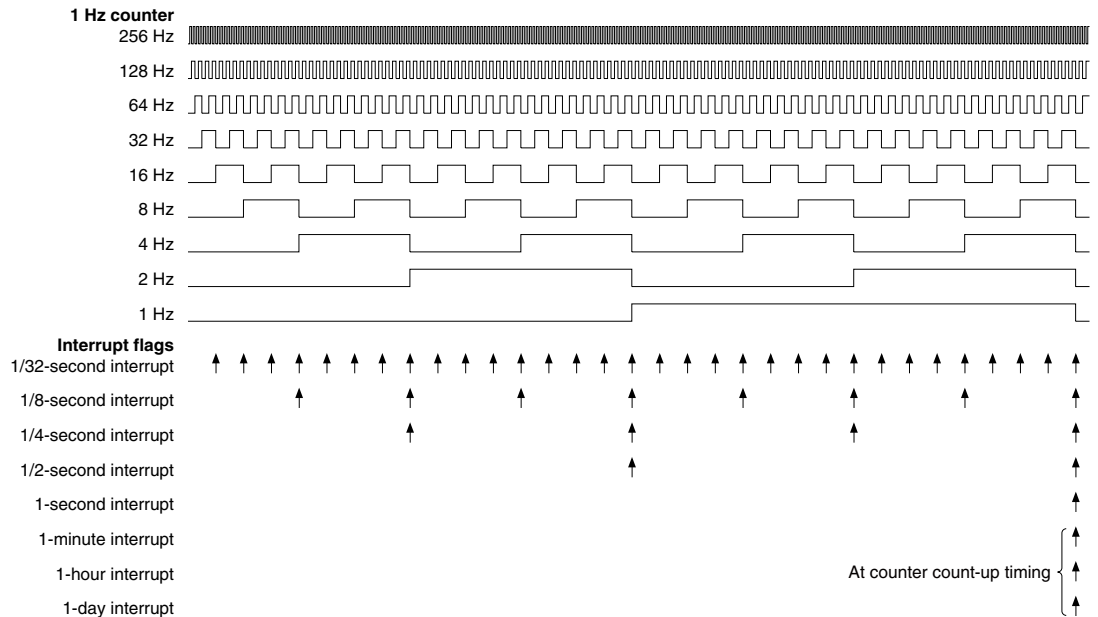 1 Hz counter
256 Hz
128 Hz
64 Hz
32 Hz
16 Hz
8 Hz
4 Hz
2 Hz
1 Hz
Interrupt flags
1/32-second interrupt
1/8-second interrupt
1/4-second interrupt
1/2-second interrupt
1-second interrupt
1-minute interrupt
1-hour interrupt
At counter count-up timing
1-day interrupt